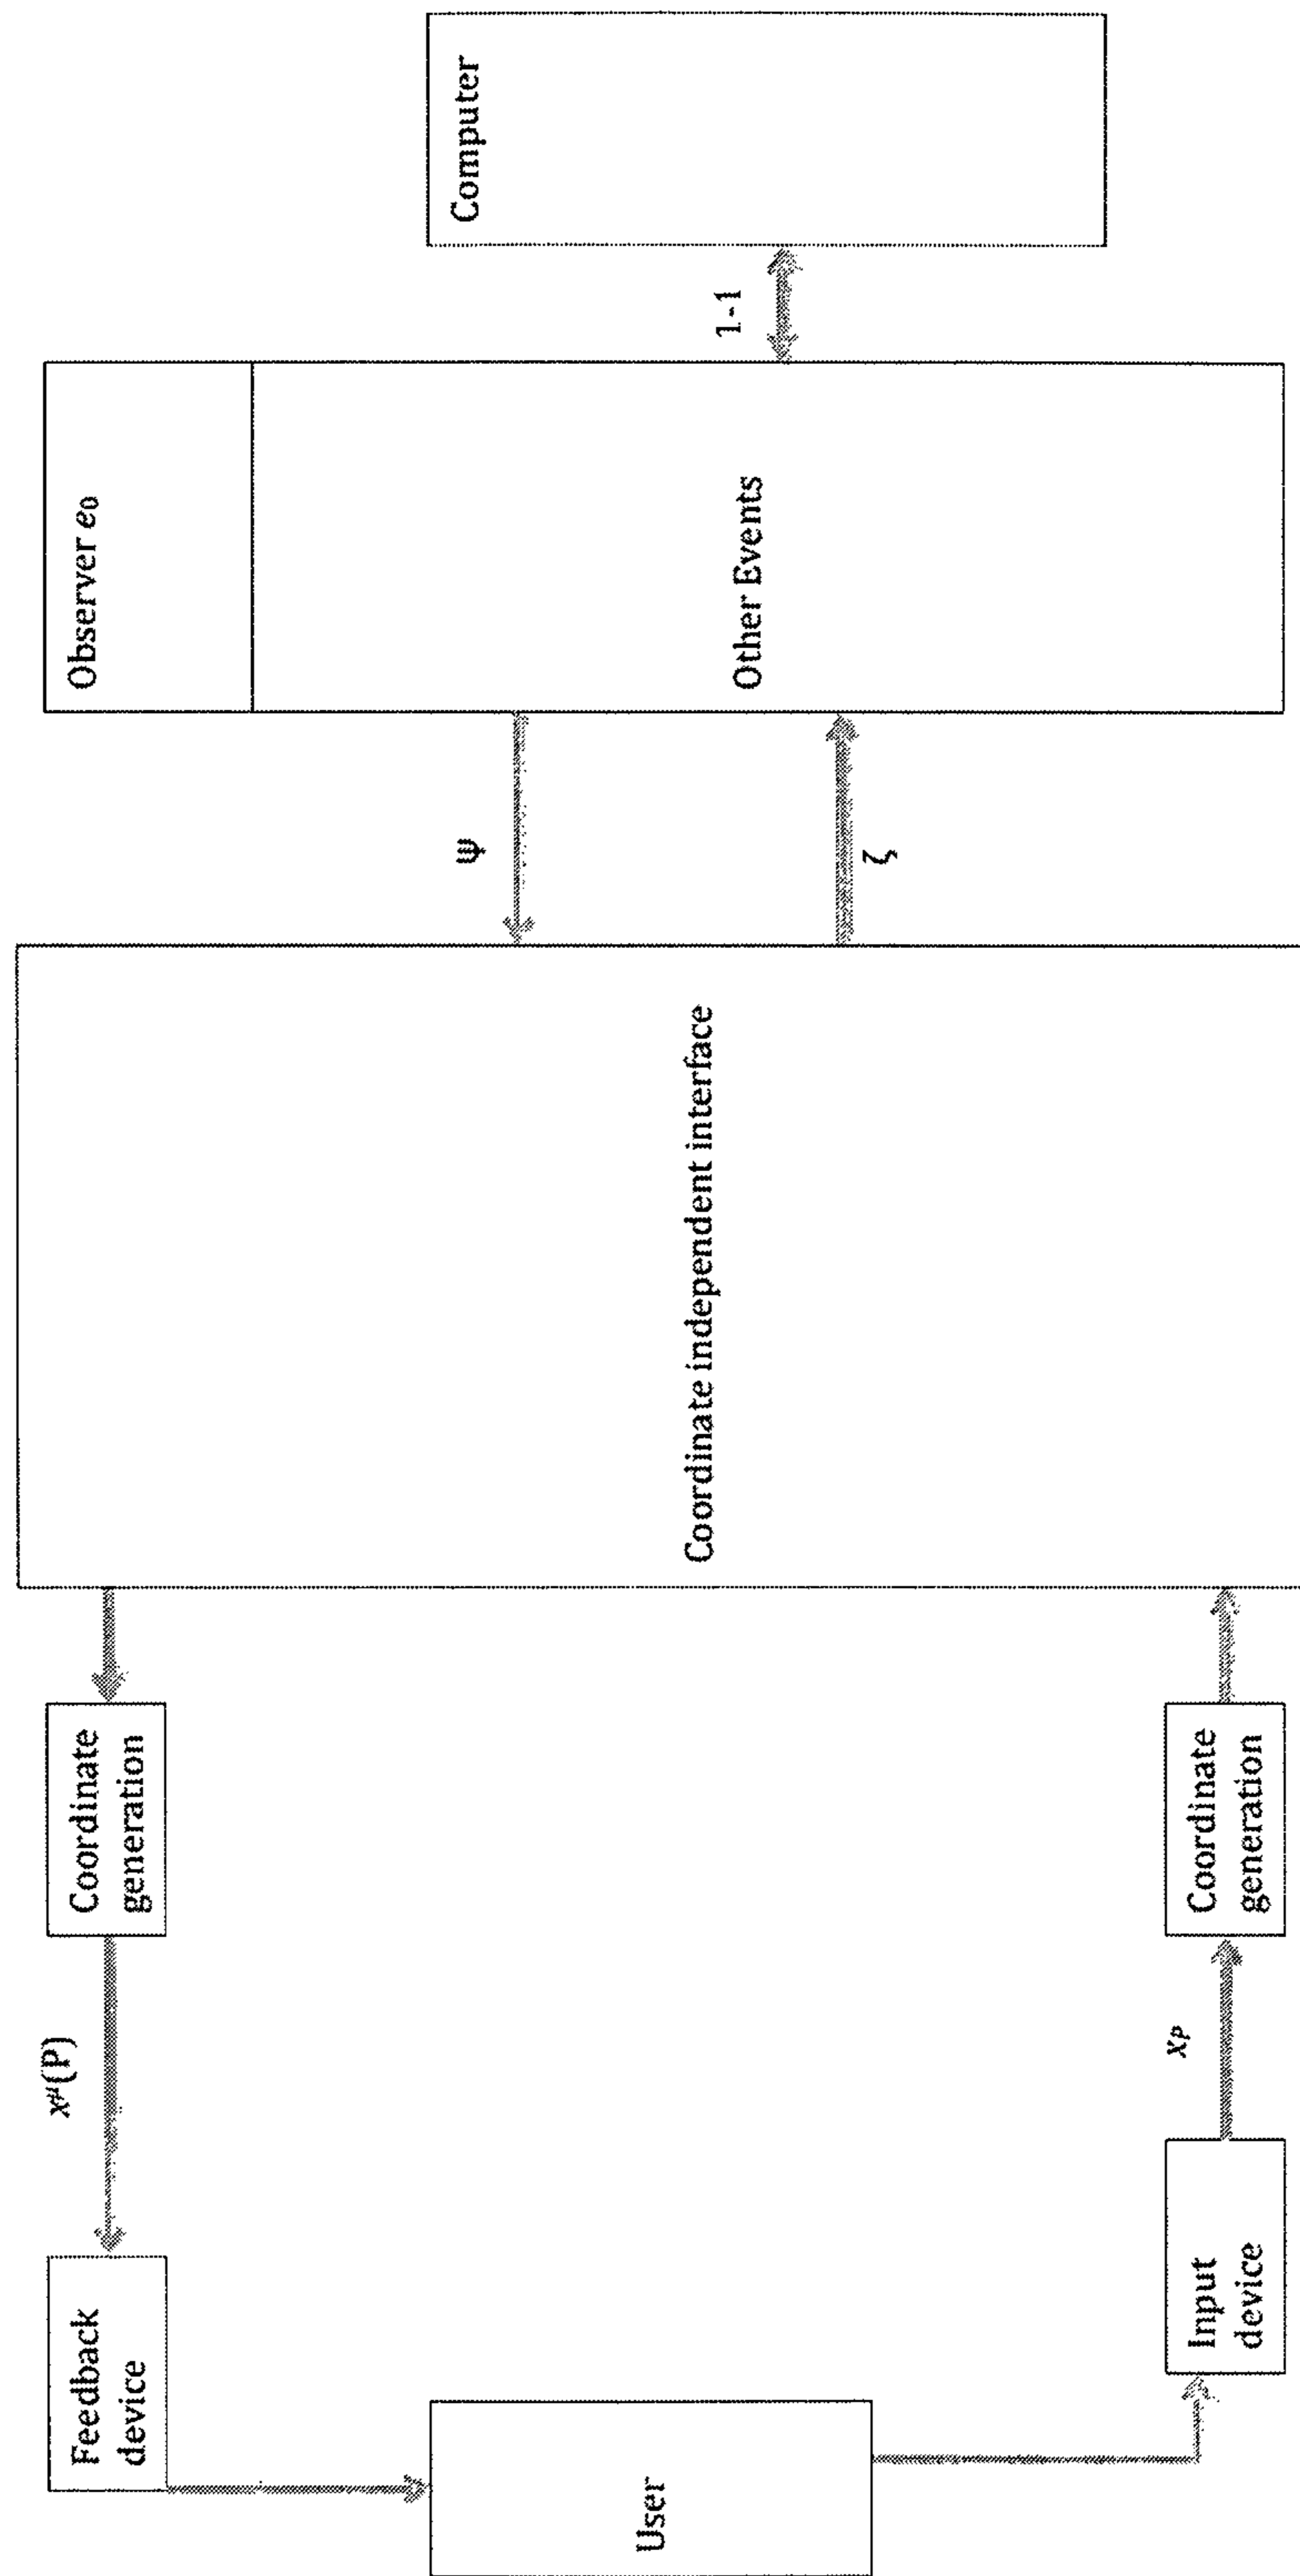 Feedback
device
x^μ(P)
Coordinate
generation
Observer e₀
User
Coordinate independent interface
Ψ
ζ
Other Events
1-1
Computer
Input
device
x_P
Coordinate
generation